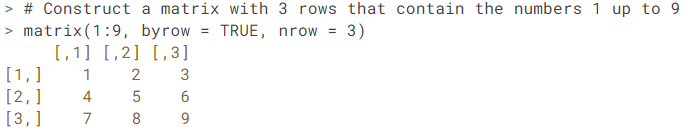 > # Construct a matrix with 3 rows that contain the numbers 1 up to 9
> matrix(1:9, byrow = TRUE, nrow = 3)
     [,1] [,2] [,3]
[1,]    1    2    3
[2,]    4    5    6
[3,]    7    8    9